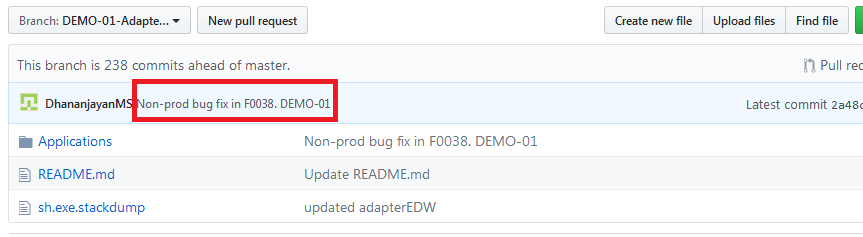 Branch: DEMO-01-Adapte... New pull request Create new file Upload files Find file
This branch is 238 commits ahead of master. Pull rec
DhananjayanMS Non-prod bug fix in F0038. DEMO-01 Latest commit 2a48c
Applications Non-prod bug fix in F0038. DEMO-01
README.md Update README.md
sh.exe.stackdump updated adapterEDW